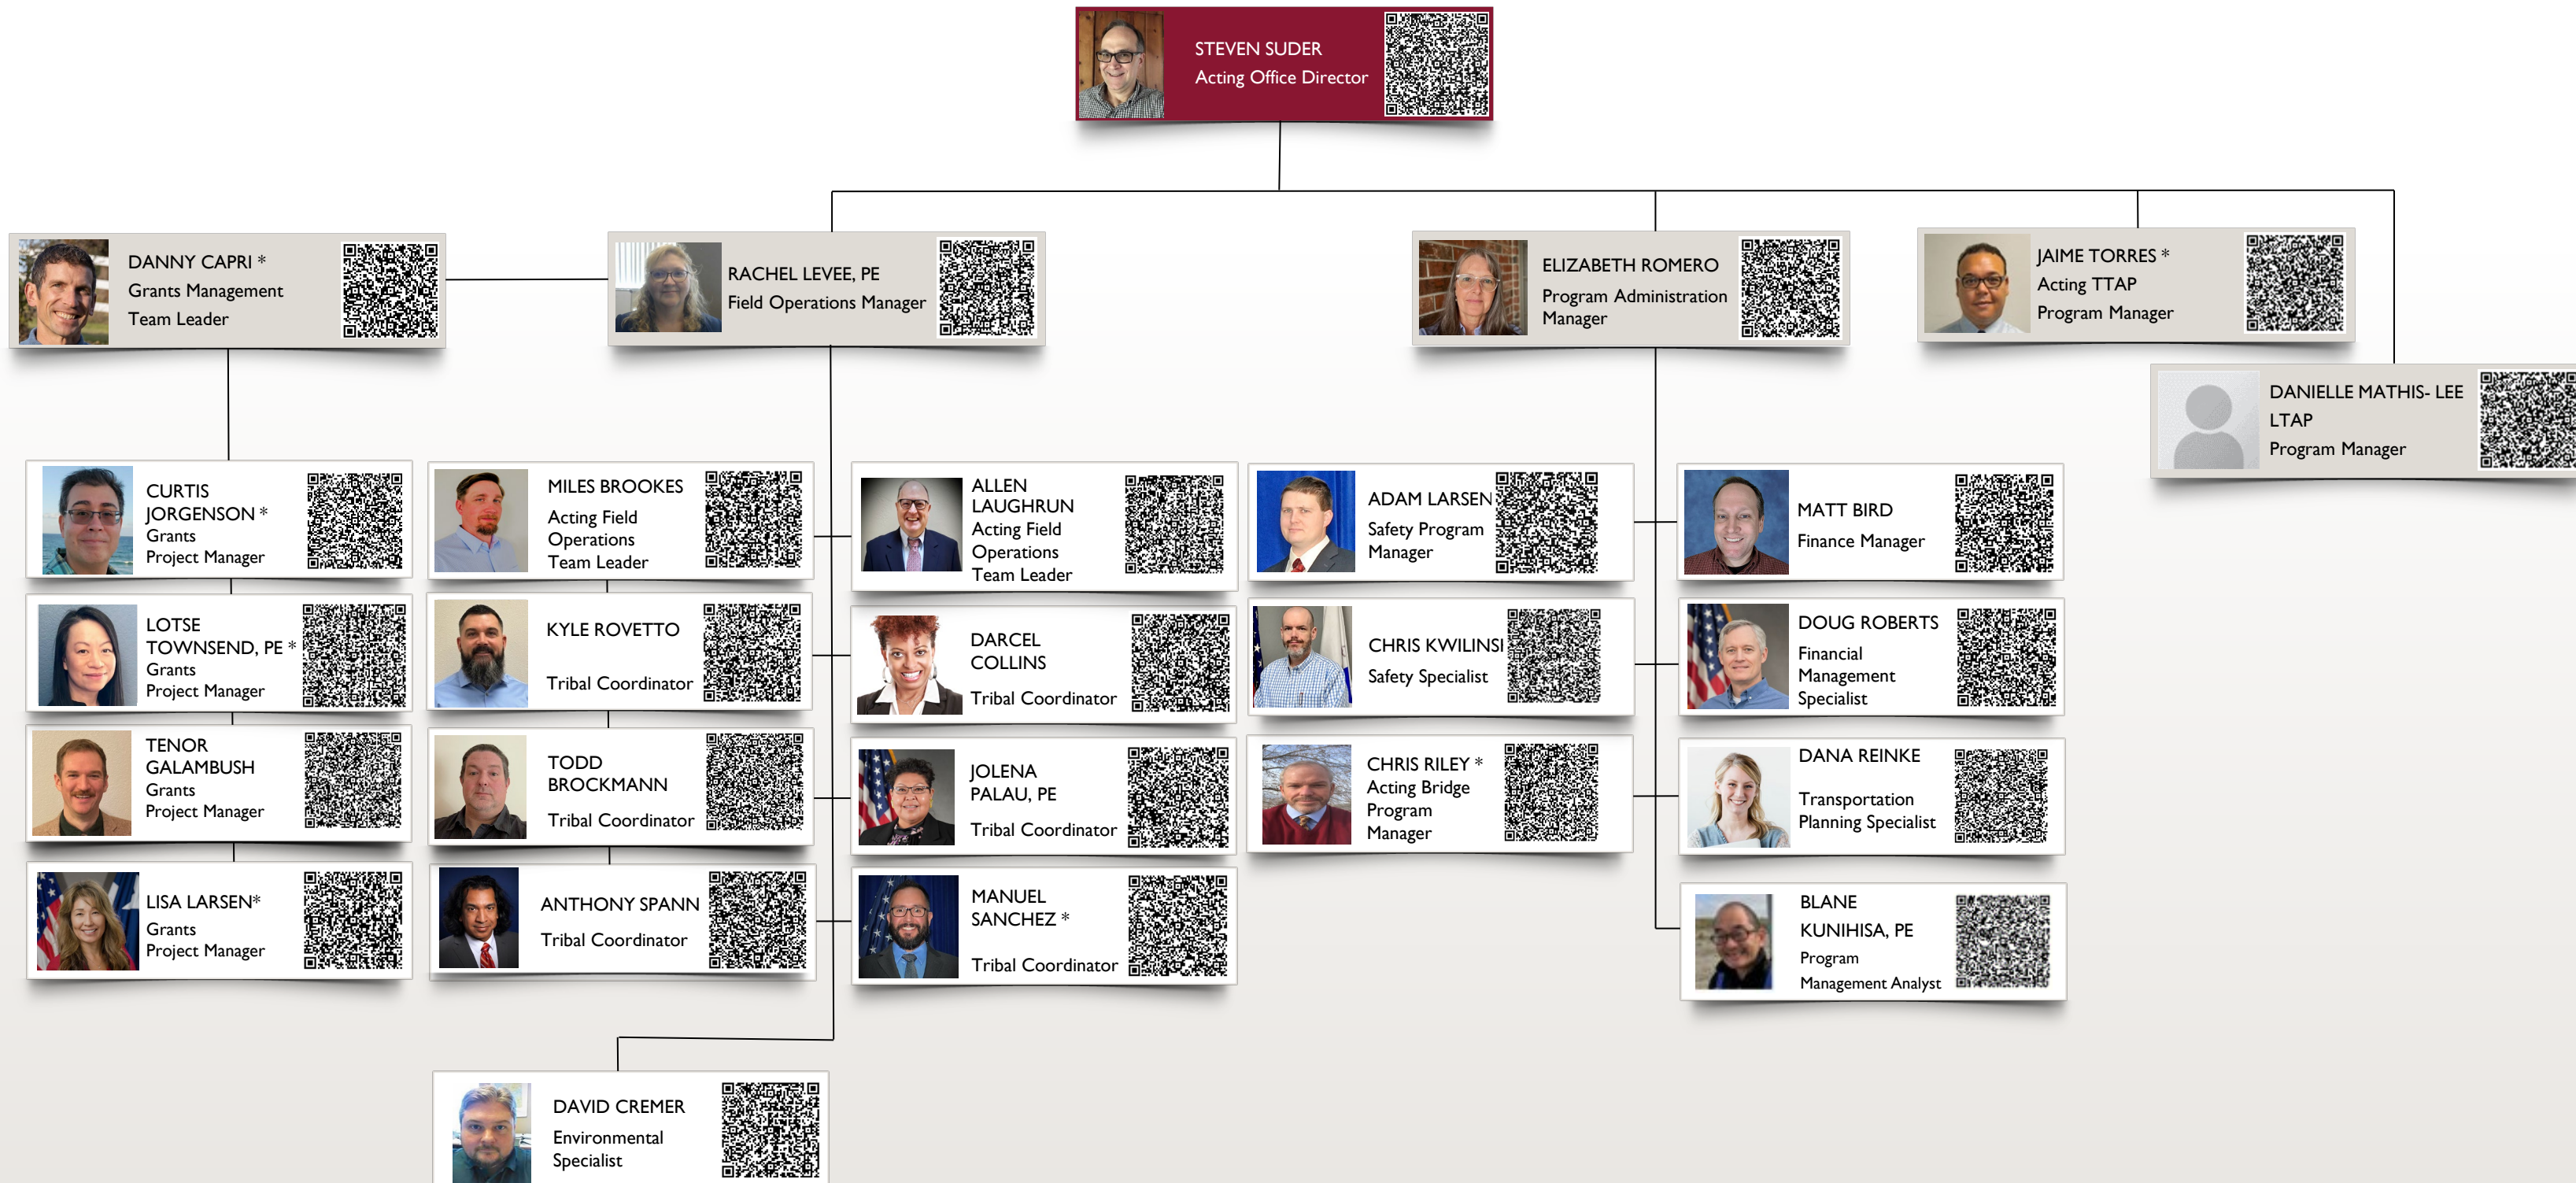 STEVEN SUDER
Acting Office Director
DANNY CAPRI *
Grants Management
Team Leader
RACHEL LEVEE, PE
Field Operations Manager
ELIZABETH ROMERO
Program Administration
Manager
JAIME TORRES *
Acting TTAP
Program Manager
DANIELLE MATHIS- LEE
LTAP
Program Manager
CURTIS
JORGENSON *
Grants
Project Manager
MILES BROOKES
Acting Field
Operations
Team Leader
ALLEN
LAUGHRUN
Acting Field
Operations
Team Leader
ADAM LARSEN
Safety Program
Manager
MATT BIRD
Finance Manager
LOTSE
TOWNSEND, PE *
Grants
Project Manager
KYLE ROVETTO
Tribal Coordinator
DARCEL
COLLINS
Tribal Coordinator
CHRIS KWILINSI
Safety Specialist
DOUG ROBERTS
Financial
Management
Specialist
TENOR
GALAMBUSH
Grants
Project Manager
TODD
BROCKMANN
Tribal Coordinator
JOLENA
PALAU, PE
Tribal Coordinator
CHRIS RILEY *
Acting Bridge
Program
Manager
DANA REINKE
Transportation
Planning Specialist
LISA LARSEN*
Grants
Project Manager
ANTHONY SPANN
Tribal Coordinator
MANUEL
SANCHEZ *
Tribal Coordinator
BLANE
KUNIHISA, PE
Program
Management Analyst
DAVID CREMER
Environmental
Specialist